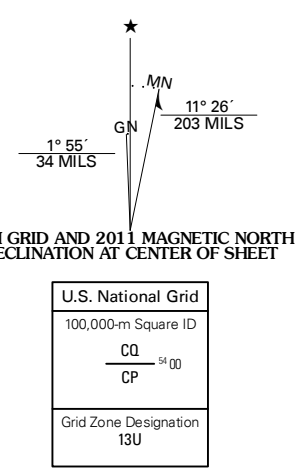 MN
GN
11° 26´
203 MILS
1° 55´
34 MILS
GRID AND 2011 MAGNETIC NORTH
ECLINATION AT CENTER OF SHEET
U.S. National Grid
100,000-m Square ID
CQ
54 00
CP
Grid Zone Designation
13U